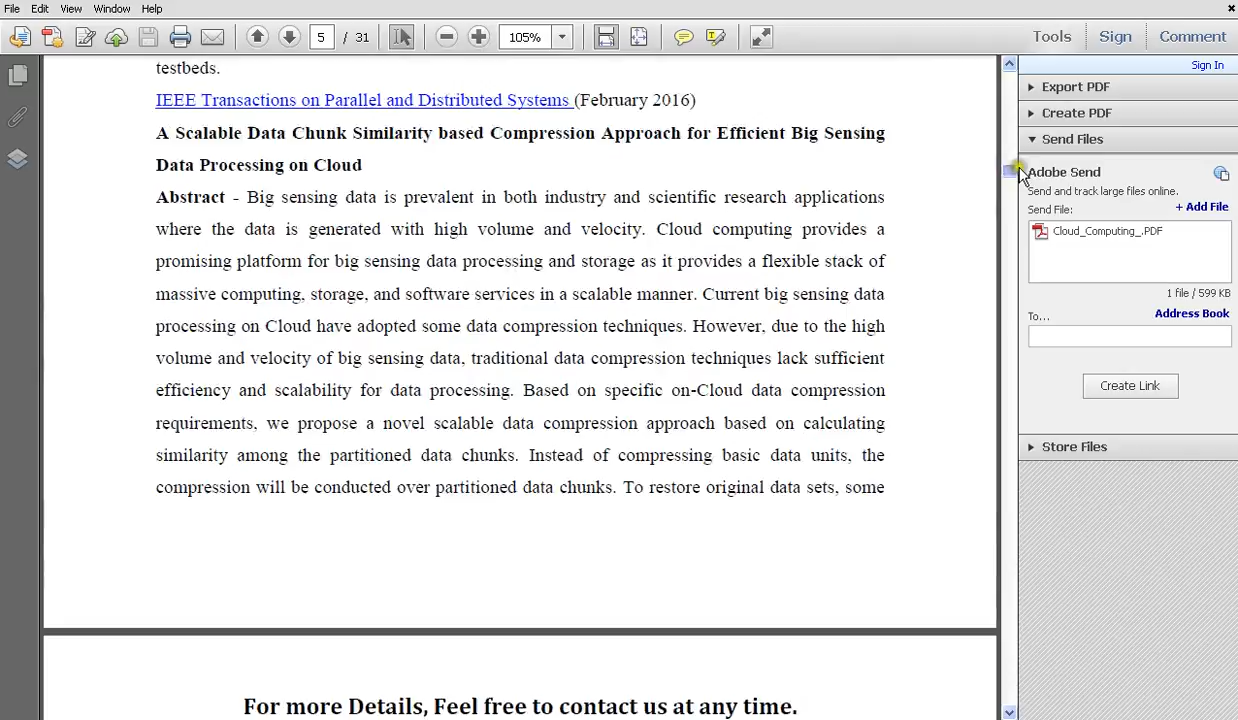 File Edit View Window Help
5 / 31 105% Tools Sign Comment
Sign In
testbeds.
IEEE Transactions on Parallel and Distributed Systems (February 2016)
A Scalable Data Chunk Similarity based Compression Approach for Efficient Big Sensing
Data Processing on Cloud
Abstract - Big sensing data is prevalent in both industry and scientific research applications
where the data is generated with high volume and velocity. Cloud computing provides a
promising platform for big sensing data processing and storage as it provides a flexible stack of
massive computing, storage, and software services in a scalable manner. Current big sensing data
processing on Cloud have adopted some data compression techniques. However, due to the high
volume and velocity of big sensing data, traditional data compression techniques lack sufficient
efficiency and scalability for data processing. Based on specific on-Cloud data compression
requirements, we propose a novel scalable data compression approach based on calculating
similarity among the partitioned data chunks. Instead of compressing basic data units, the
compression will be conducted over partitioned data chunks. To restore original data sets, some
For more Details, Feel free to contact us at any time.
Export PDF
Create PDF
Send Files
Adobe Send
Send and track large files online.
Send File: + Add File
Cloud_Computing_.PDF
1 file / 599 KB
To... Address Book
Create Link
Store Files